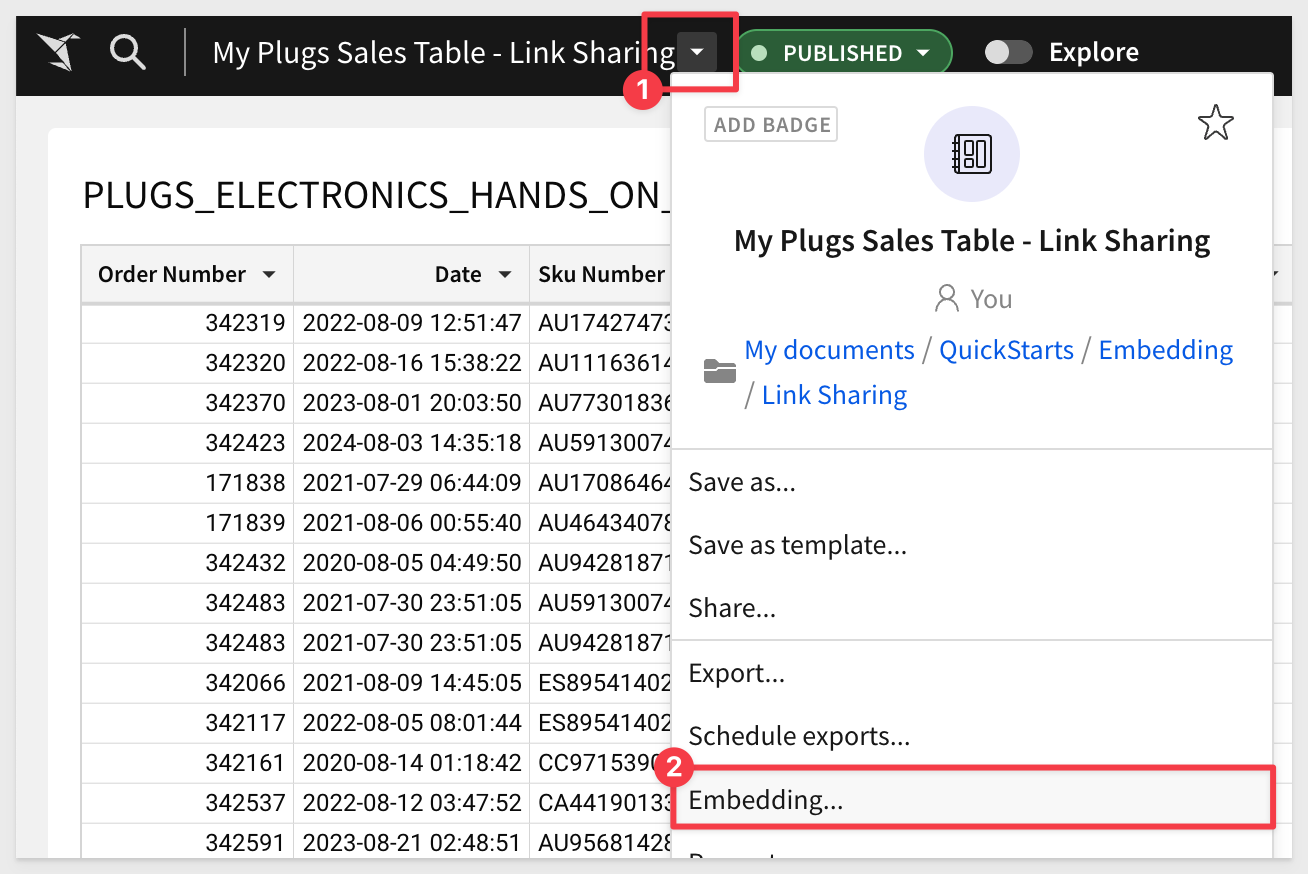 My Plugs Sales Table - Link Sharing PUBLISHED Explore
1
ADD BADGE
PLUGS_ELECTRONICS_HANDS_ON_
My Plugs Sales Table - Link Sharing
You
My documents / QuickStarts / Embedding
/ Link Sharing
Order Number Date Sku Number
342319 2022-08-09 12:51:47 AU17427473
342320 2022-08-16 15:38:22 AU11163614
342370 2023-08-01 20:03:50 AU77301836
342423 2024-08-03 14:35:18 AU59130074
171838 2021-07-29 06:44:09 AU17086464
171839 2021-08-06 00:55:40 AU46434078
342432 2020-08-05 04:49:50 AU94281871
342483 2021-07-30 23:51:05 AU59130074
342483 2021-07-30 23:51:05 AU94281871
342066 2021-08-09 14:45:05 ES89541402
342117 2022-08-05 08:01:44 ES89541402
342161 2020-08-14 01:18:42 CC9715390
342537 2022-08-12 03:47:52 CA44190133
342591 2023-08-21 02:48:51 AU95681428
Save as...
Save as template...
Share...
Export...
Schedule exports...
2
Embedding...